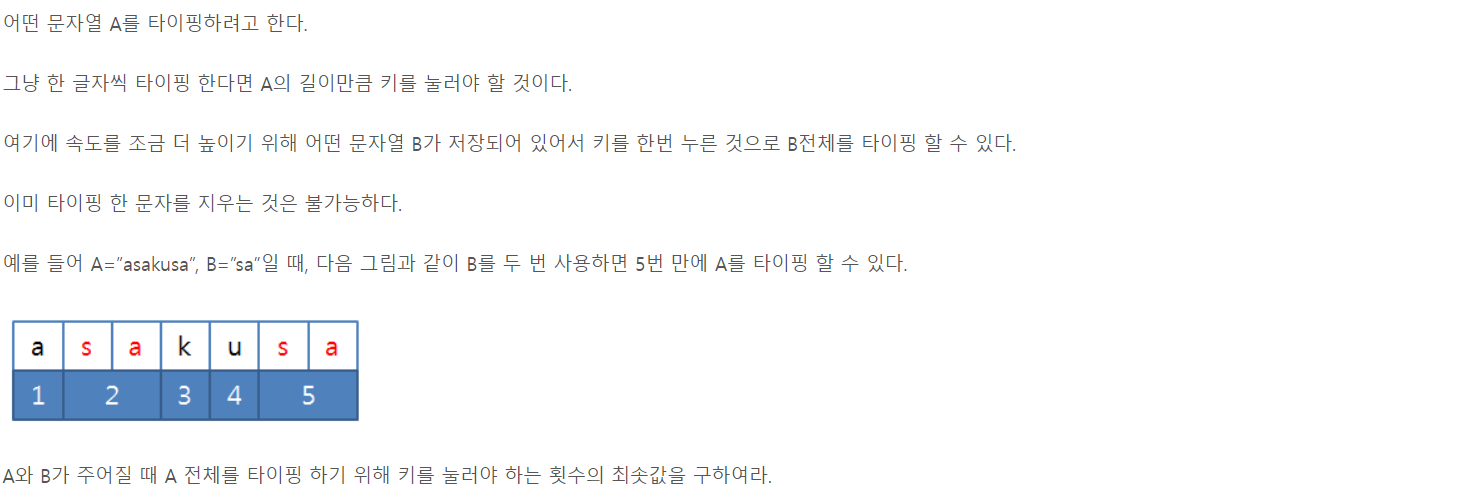 어떤 문자열 A를 타이핑하려고 한다.
그냥 한 글자씩 타이핑 한다면 A의 길이만큼 키를 눌러야 할 것이다.
여기에 속도를 조금 더 높이기 위해 어떤 문자열 B가 저장되어 있어서 키를 한번 누른 것으로 B전체를 타이핑 할 수 있다.
이미 타이핑 한 문자를 지우는 것은 불가능하다.
예를 들어 A=”asakusa”, B=”sa”일 때, 다음 그림과 같이 B를 두 번 사용하면 5번 만에 A를 타이핑 할 수 있다.
a s a k u s a
1 2 3 4 5
A와 B가 주어질 때 A 전체를 타이핑 하기 위해 키를 눌러야 하는 횟수의 최솟값을 구하여라.